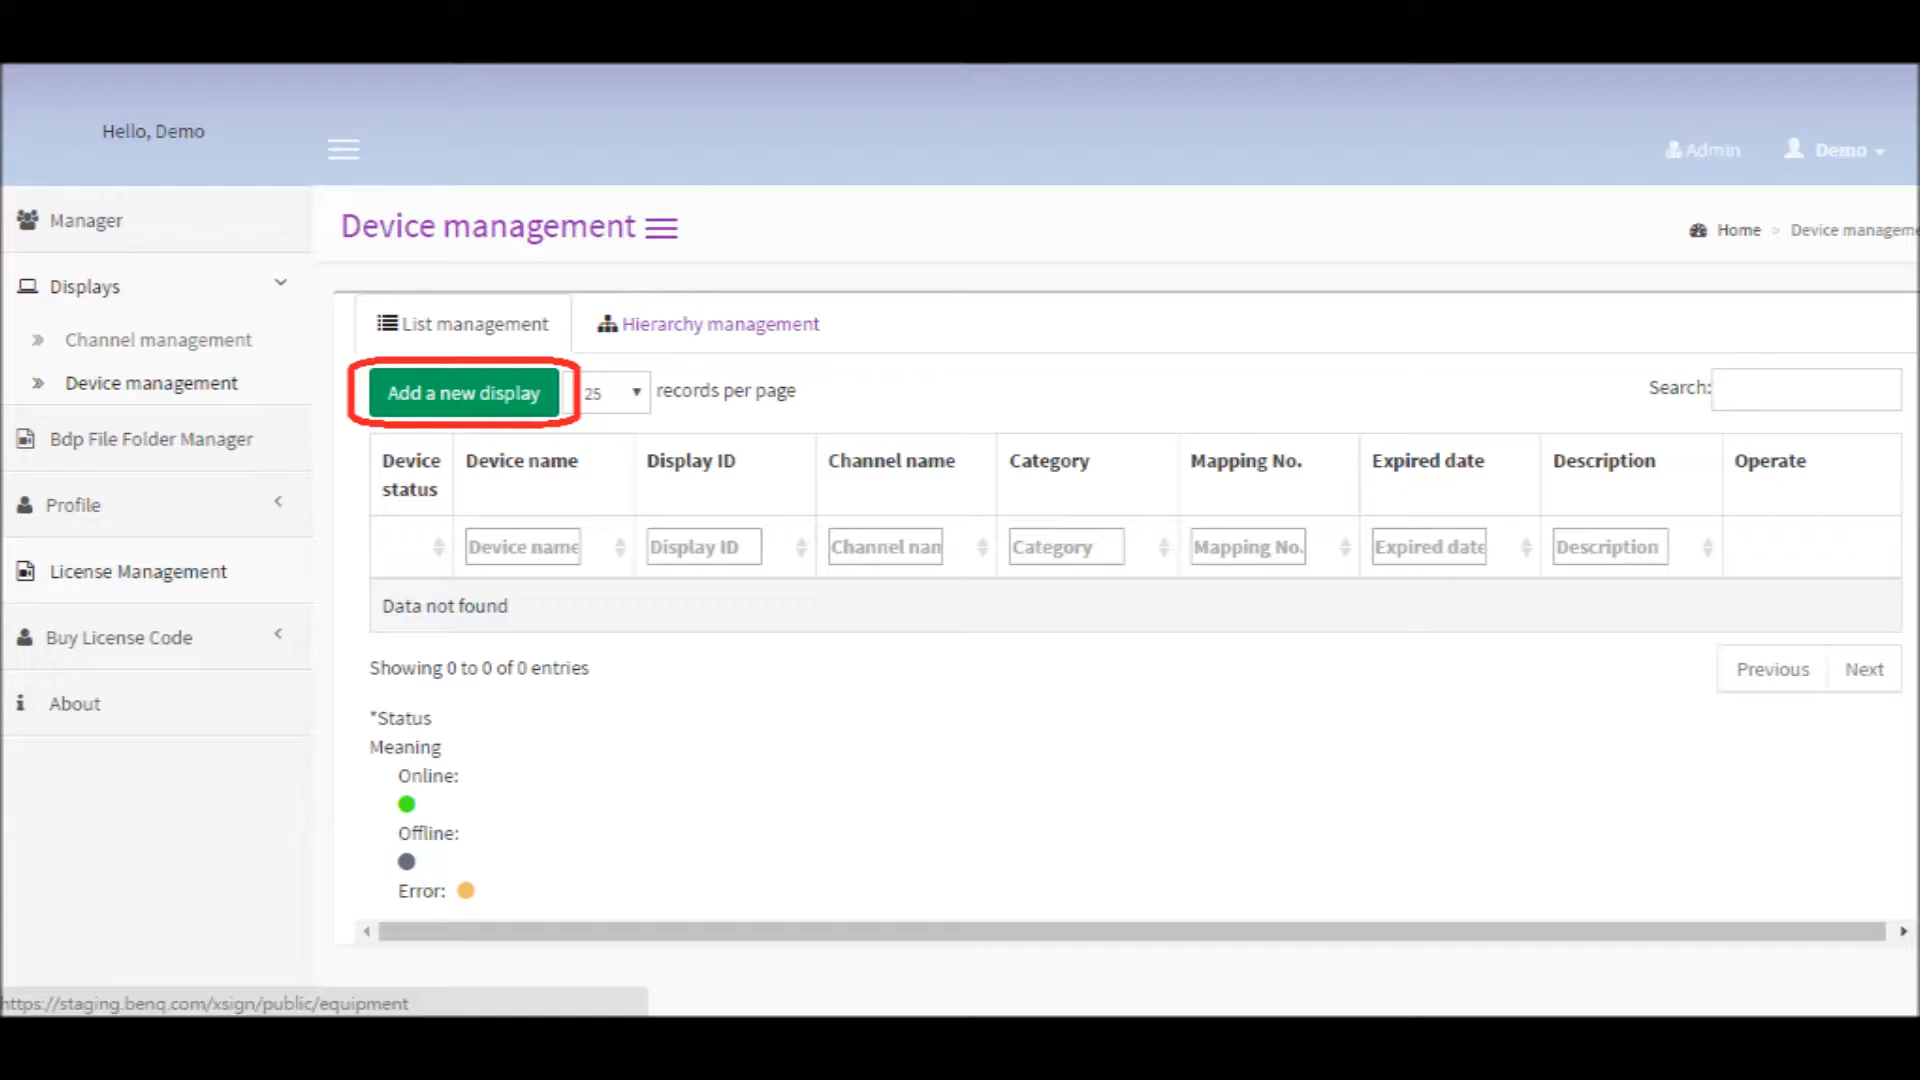 Hello, Demo
Admin
Demo
Manager
Displays
Channel management
Device management
Bdp File Folder Manager
Profile
License Management
Buy License Code
About
Device management
Home > Device manageme
List management
Hierarchy management
Add a new display
25
records per page
Search:
Device status
Device name
Display ID
Channel name
Category
Mapping No.
Expired date
Description
Operate
Device name
Display ID
Channel nan
Category
Mapping No.
Expired date
Description
Data not found
Showing 0 to 0 of 0 entries
Previous
Next
*Status
Meaning
Online:
Offline:
Error:
https://staging.benq.com/xsign/public/equipment